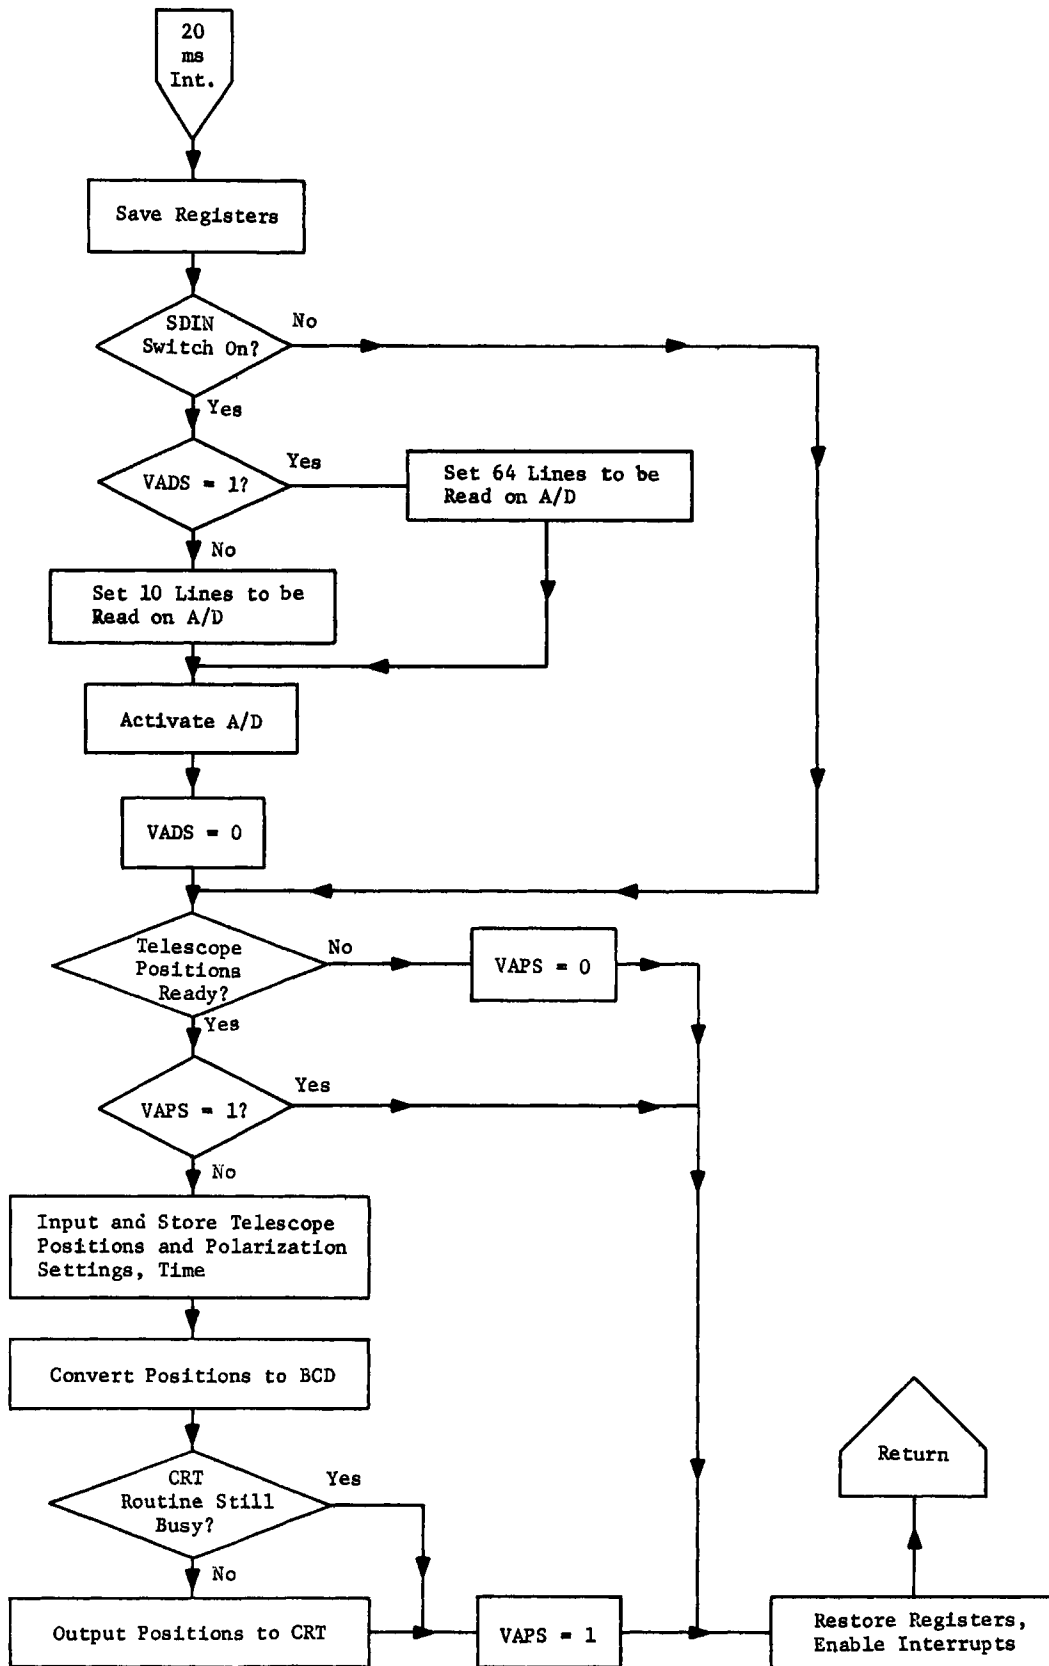 20
ms
Int.
Save Registers
SDIN
Switch On?
No
Yes
VADS = 1?
Yes
Set 64 Lines to be
Read on A/D
No
Set 10 Lines to be
Read on A/D
Activate A/D
VADS = 0
Telescope
Positions
Ready?
No
VAPS = 0
Yes
VAPS = 1?
Yes
No
Input and Store Telescope
Positions and Polarization
Settings, Time
Convert Positions to BCD
CRT
Routine Still
Busy?
Yes
No
Output Positions to CRT
VAPS = 1
Restore Registers,
Enable Interrupts
Return